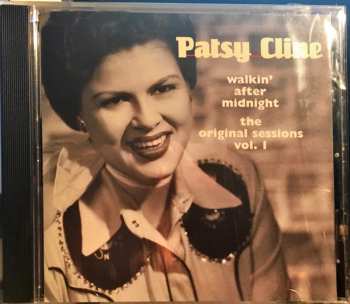 Patsy Cline
walkin'
after
midnight
the
original sessions
vol. 1